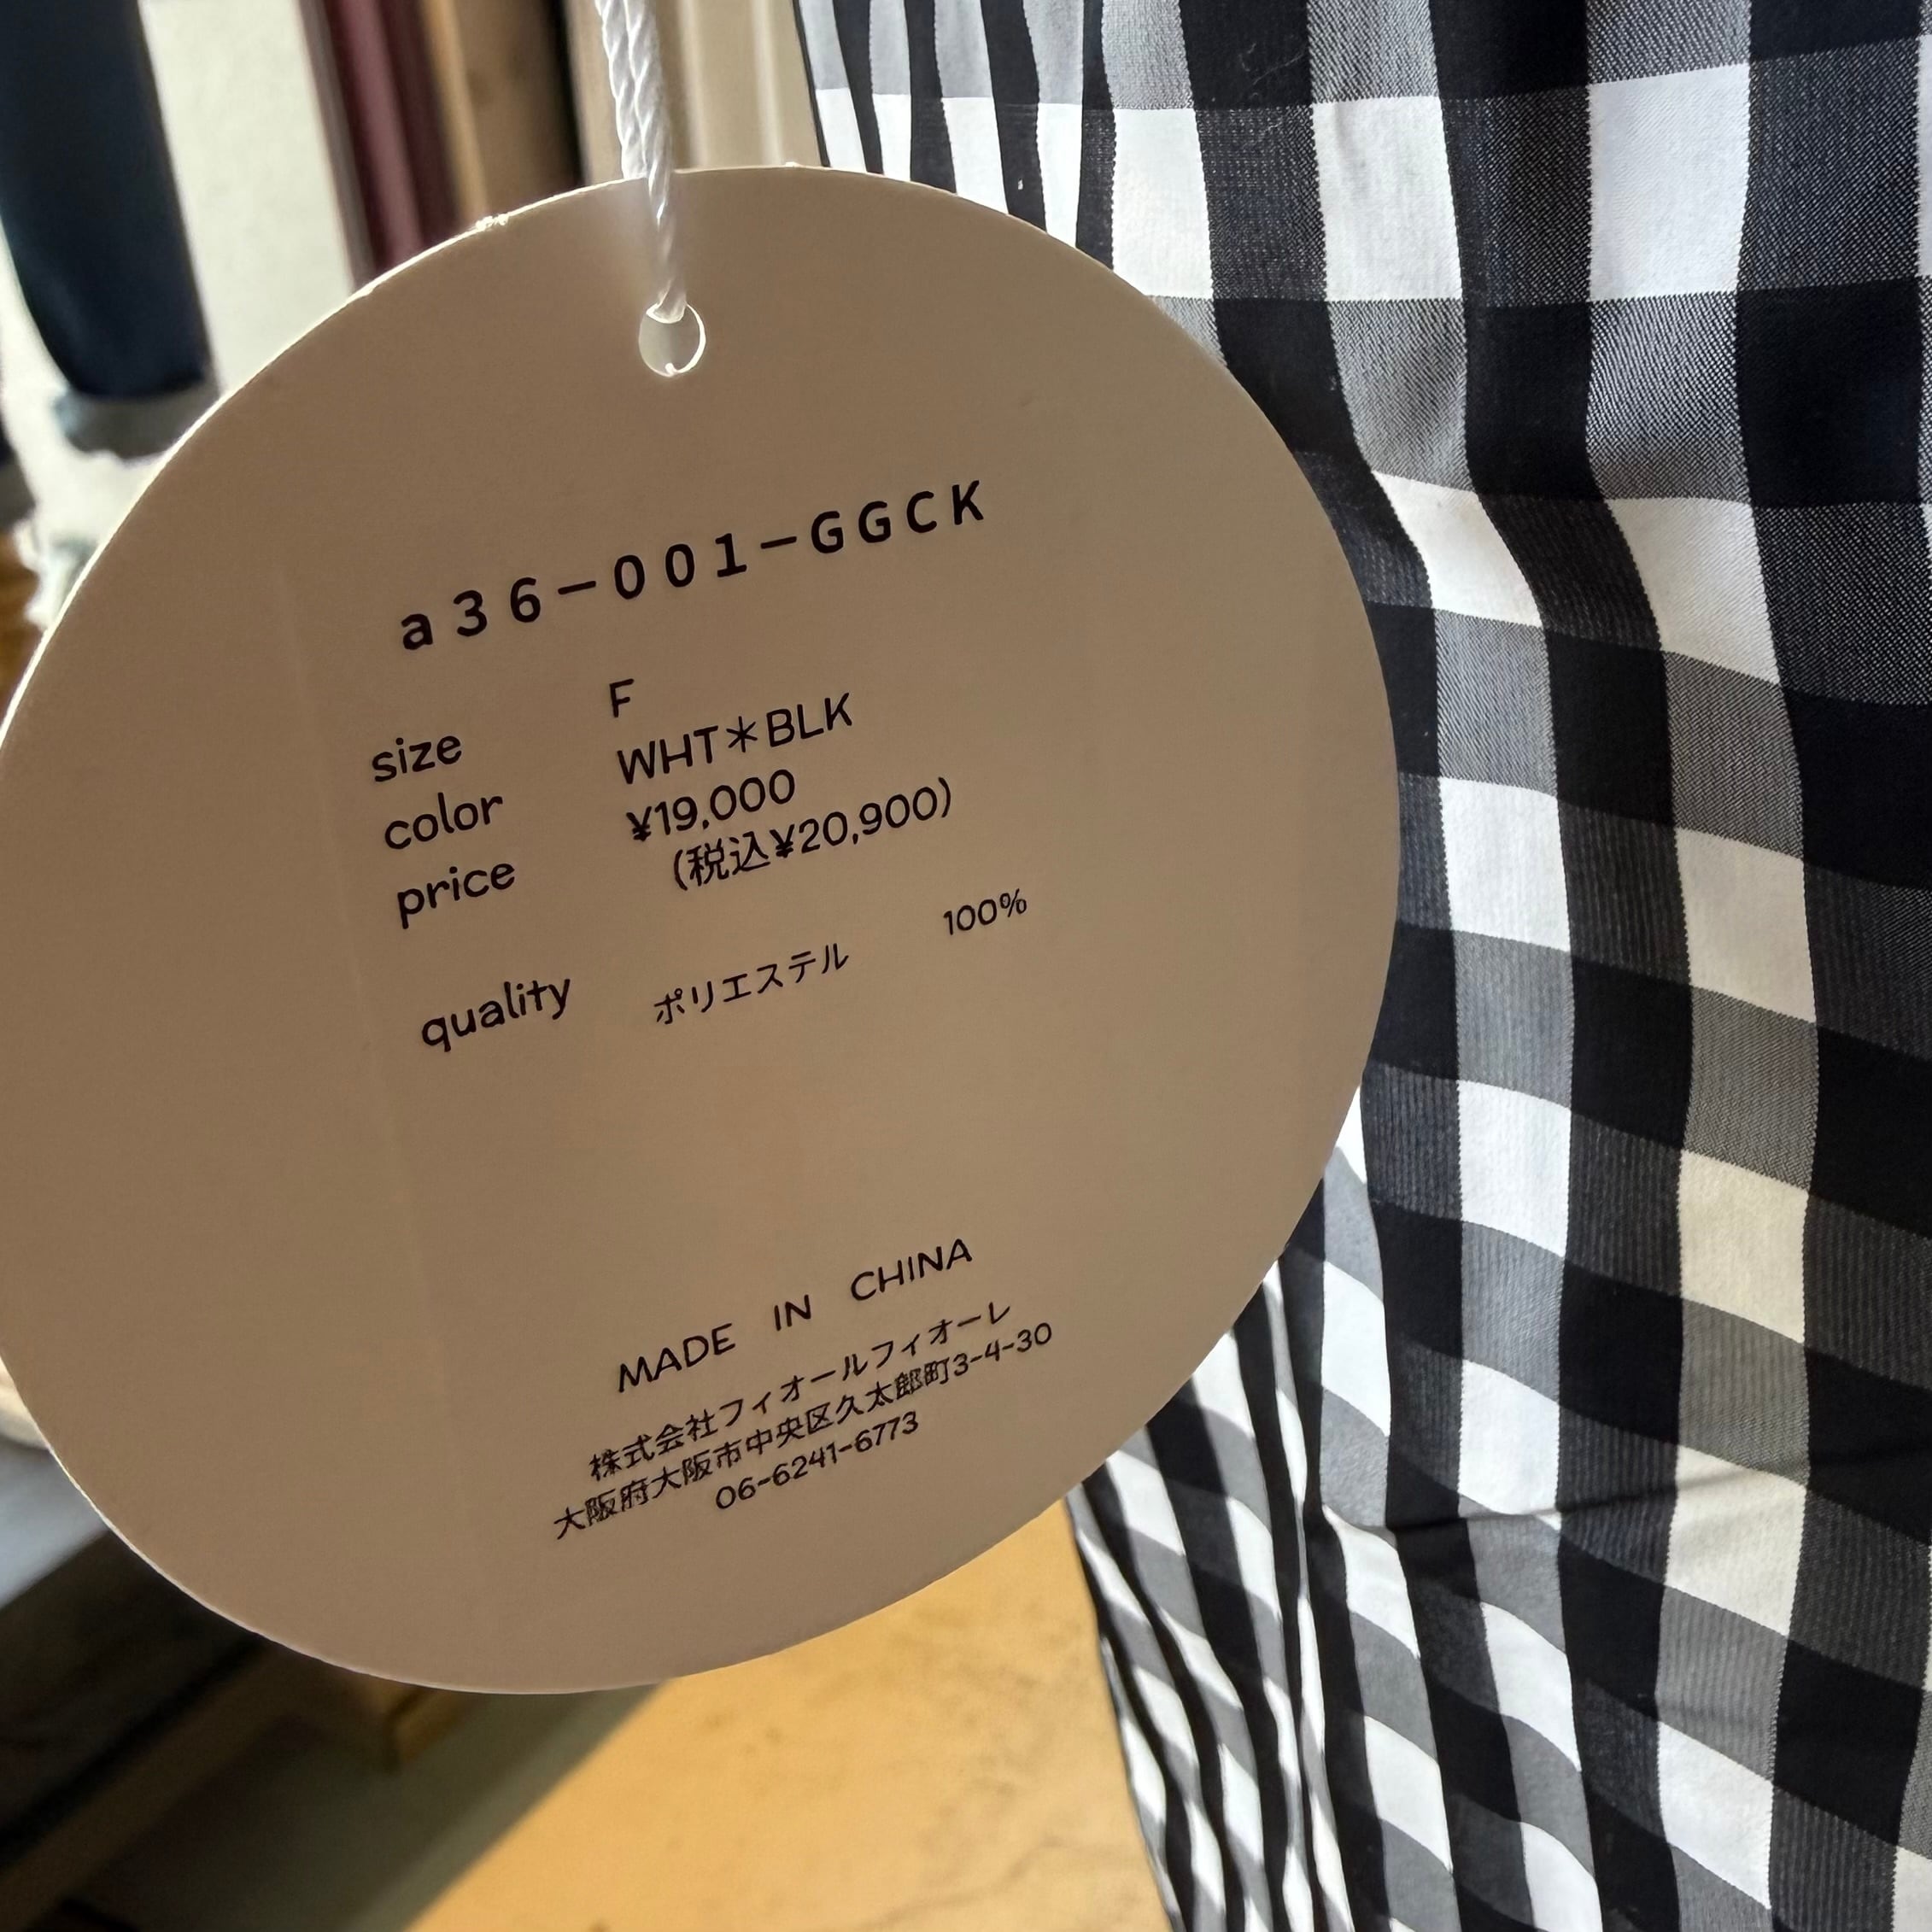 a36-001-GGCK
size F
color WHT*BLK
price ¥19,000
(税込¥20,900)
quality ポリエステル 100%
MADE IN CHINA
株式会社フィオールフィオーレ
大阪府大阪市中央区久太郎町3-4-30
06-6241-6773